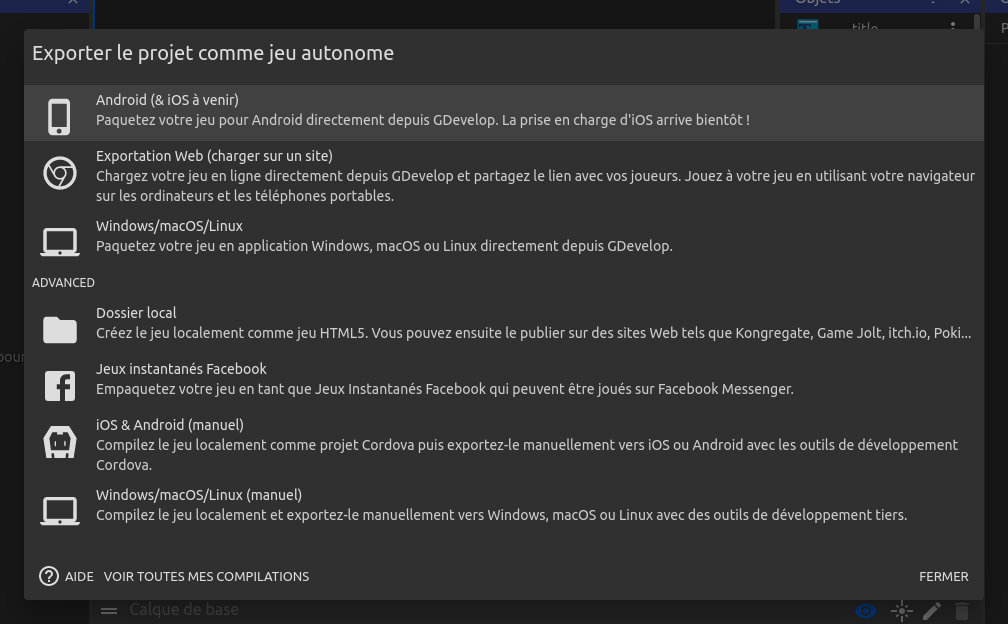 Objets
title
Exporter le projet comme jeu autonome
Android (& iOS à venir)
Paquetez votre jeu pour Android directement depuis GDevelop. La prise en charge d'iOS arrive bientôt !
Exportation Web (charger sur un site)
Chargez votre jeu en ligne directement depuis GDevelop et partagez le lien avec vos joueurs. Jouez à votre jeu en utilisant votre navigateur
sur les ordinateurs et les téléphones portables.
Windows/macOS/Linux
Paquetez votre jeu en application Windows, macOS ou Linux directement depuis GDevelop.
ADVANCED
Dossier local
Créez le jeu localement comme jeu HTML5. Vous pouvez ensuite le publier sur des sites Web tels que Kongregate, Game Jolt, itch.io, Poki...
pour
Jeux instantanés Facebook
Empaquetez votre jeu en tant que Jeux Instantanés Facebook qui peuvent être joués sur Facebook Messenger.
iOS & Android (manuel)
Compilez le jeu localement comme projet Cordova puis exportez-le manuellement vers iOS ou Android avec les outils de développement
Cordova.
Windows/macOS/Linux (manuel)
Compilez le jeu localement et exportez-le manuellement vers Windows, macOS ou Linux avec des outils de développement tiers.
AIDE VOIR TOUTES MES COMPILATIONS FERMER
Calque de base